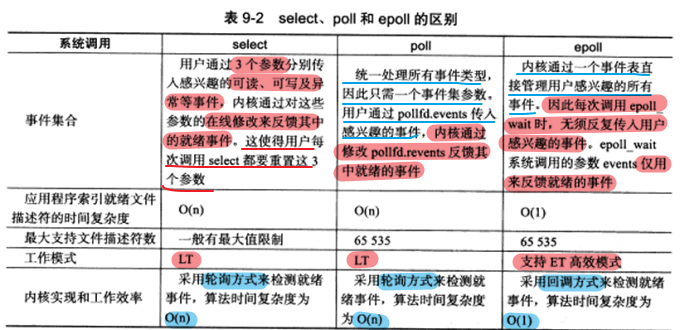 表 9-2 select、poll 和 epoll 的区别
系统调用
select
poll
epoll
事件集合
用户通过 3 个参数分别传
入感兴趣的可读、可写及异
常等事件，内核通过对这些
参数的在线修改来反馈其中
的就绪事件。这使得用户每
次调用 select 都要重置这 3
个参数
统一处理所有事件类型，
因此只需一个事件集参数。
用户通过 pollfd.events 传入
感兴趣的事件，内核通过
修改 pollfd.revents 反馈其
中就绪的事件
内核通过一个事件表直
接管理用户感兴趣的所有
事件。因此每次调用 epoll_
wait 时，无须反复传入用户
感兴趣的事件。epoll_wait
系统调用的参数 events 仅用
来反馈就绪的事件
应用程序索引就绪文件
描述符的时间复杂度
O(n)
O(n)
O(1)
最大支持文件描述符数
一般有最大值限制
65 535
65 535
工作模式
LT
LT
支持 ET 高效模式
内核实现和工作效率
采用轮询方式来检测就绪
事件，算法时间复杂度为
O(n)
采用轮询方式来检测就
绪事件，算法时间复杂度
为 O(n)
采用回调方式来检测就
绪事件，算法时间复杂度为
O(1)